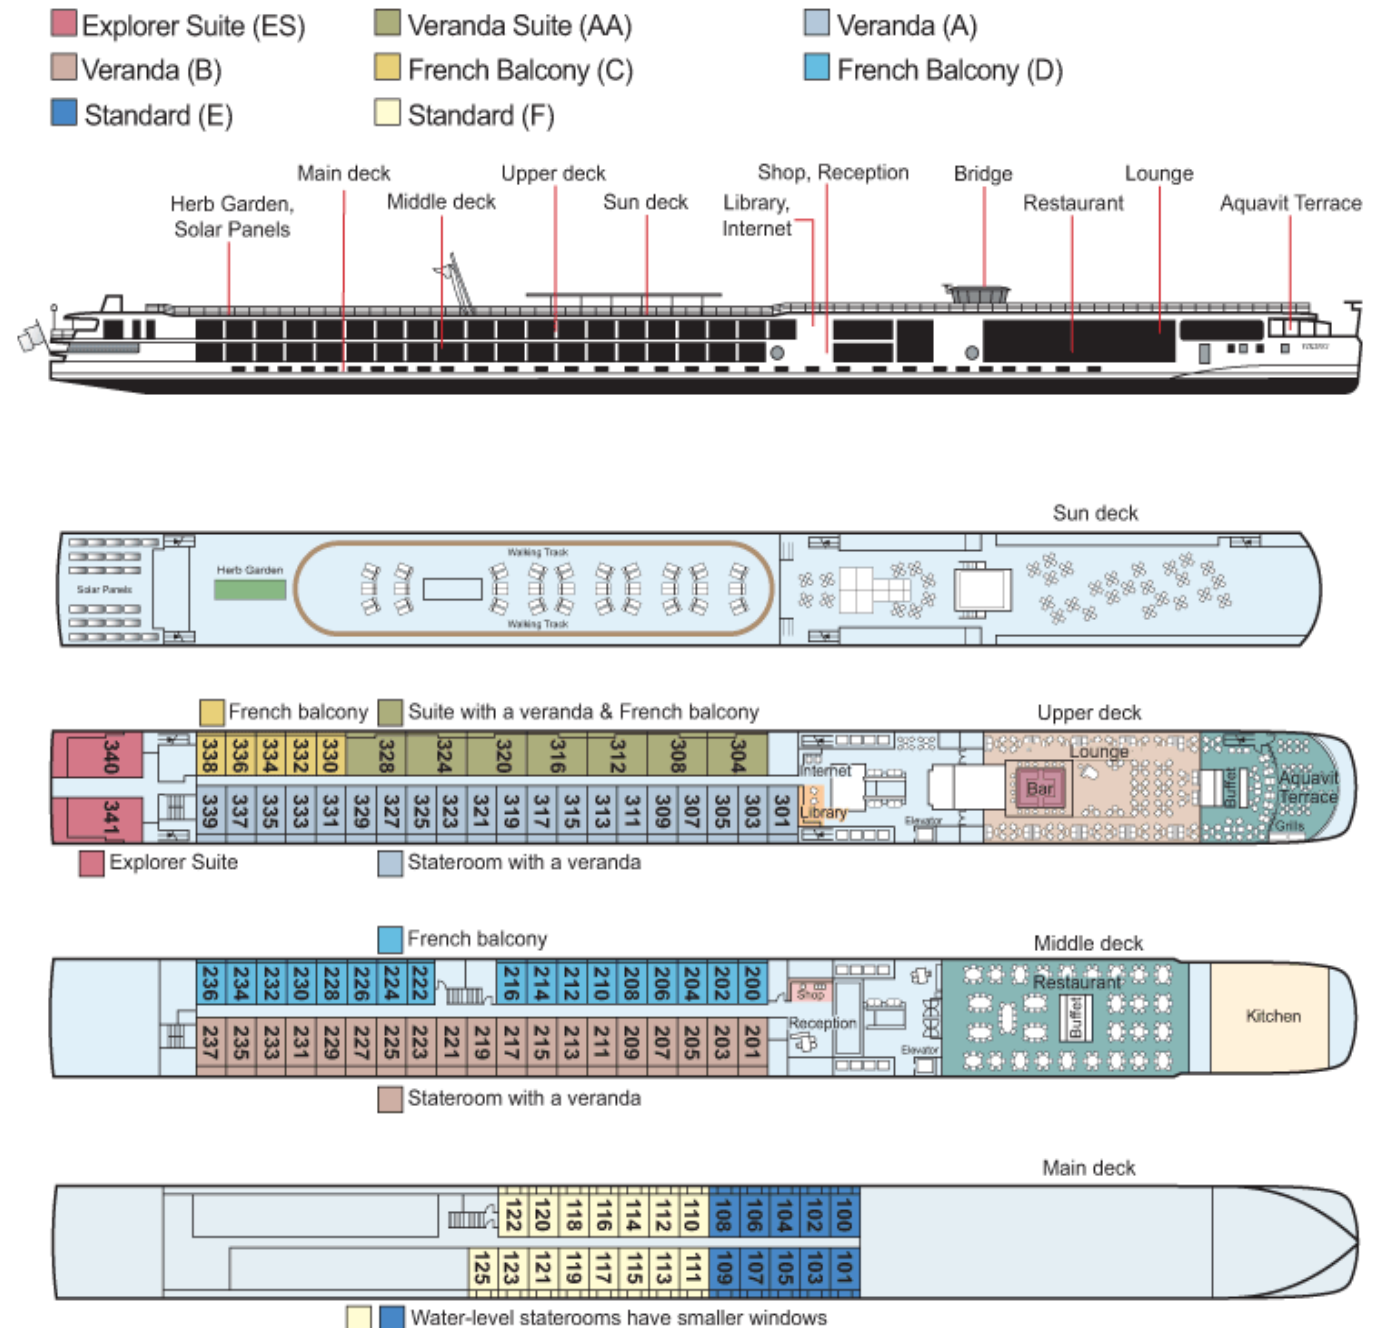 Explorer Suite (ES) Veranda Suite (AA) Veranda (A)
Veranda (B) French Balcony (C) French Balcony (D)
Standard (E) Standard (F)
Main deck Upper deck Shop, Reception Bridge Lounge
Herb Garden, Solar Panels Middle deck Sun deck Library, Internet Restaurant Aquavit Terrace
VIKING
Sun deck
Walking Track
Herb Garden
Solar Panels
Walking Track
French balcony Suite with a veranda & French balcony Upper deck
340 338 336 334 332 330 328 324 320 316 312 308 304
Lounge
Internet
Bar
Buffet
Aquavit
Terrace
341 339 337 335 333 331 329 327 325 323 321 319 317 315 313 311 309 307 305 303 301
Library
Elevator
Grills
Explorer Suite Stateroom with a veranda
French balcony
Middle deck
236 234 232 230 228 226 224 222 216 214 212 210 208 206 204 202 200
Shop
Restaurant
Buffet
Kitchen
Reception
237 235 233 231 229 227 225 223 221 219 217 215 213 211 209 207 205 203 201
Elevator
Stateroom with a veranda
Main deck
122 120 118 116 114 112 110 108 106 104 102 100
125 123 121 119 117 115 113 111 109 107 105 103 101
Water-level staterooms have smaller windows